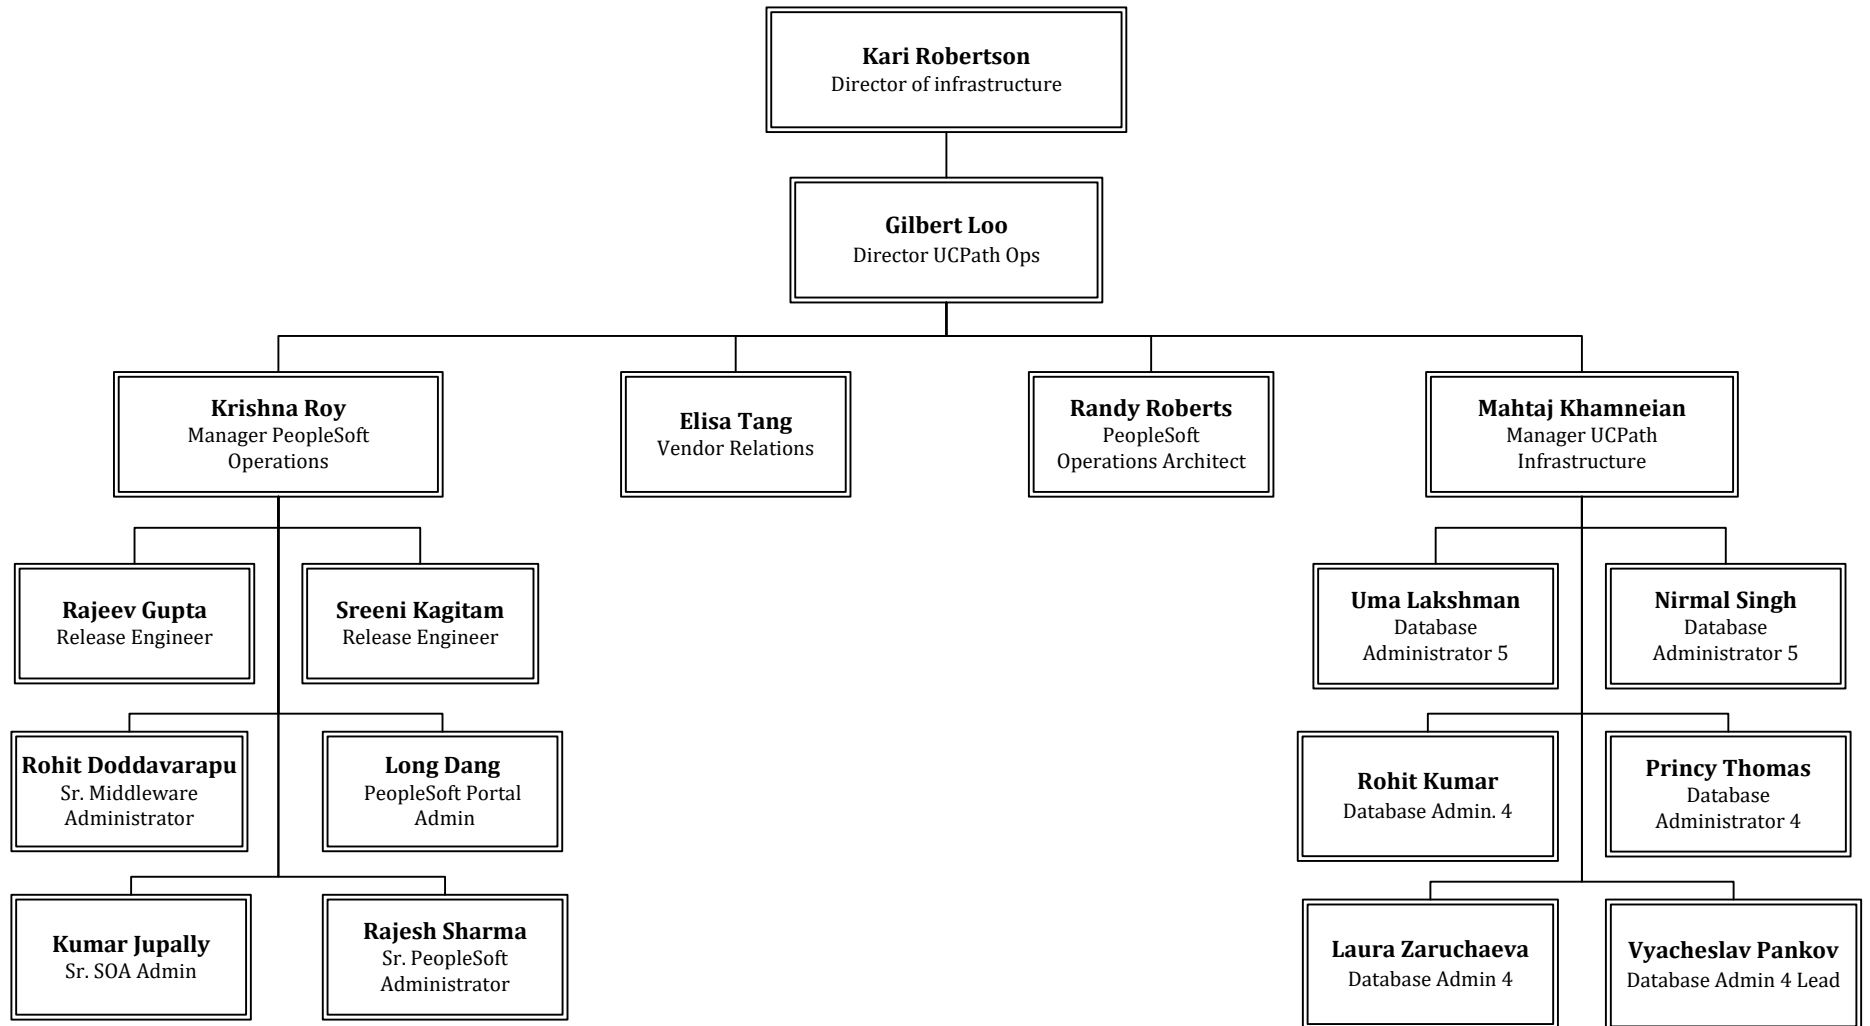 Kari Robertson
Director of infrastructure
Gilbert Loo
Director UCPath Ops
Krishna Roy
Manager PeopleSoft
Operations
Elisa Tang
Vendor Relations
Randy Roberts
PeopleSoft
Operations Architect
Mahtaj Khamneian
Manager UCPath
Infrastructure
Rajeev Gupta
Release Engineer
Sreeni Kagitam
Release Engineer
Uma Lakshman
Database
Administrator 5
Nirmal Singh
Database
Administrator 5
Rohit Doddavarapu
Sr. Middleware
Administrator
Long Dang
PeopleSoft Portal
Admin
Rohit Kumar
Database Admin. 4
Princy Thomas
Database
Administrator 4
Kumar Jupally
Sr. SOA Admin
Rajesh Sharma
Sr. PeopleSoft
Administrator
Laura Zaruchaeva
Database Admin 4
Vyacheslav Pankov
Database Admin 4 Lead